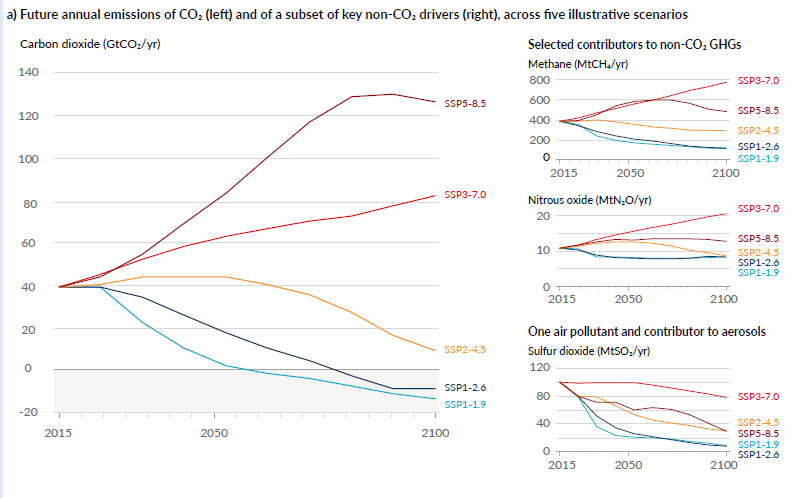 a) Future annual emissions of CO₂ (left) and of a subset of key non-CO₂ drivers (right), across five illustrative scenarios
Carbon dioxide (GtCO₂/yr)
140
120
100
80
60
40
20
0
-20
2015
2050
2100
SSP5-8.5
SSP3-7.0
SSP2-4.5
SSP1-2.6
SSP1-1.9
Selected contributors to non-CO₂ GHGs
Methane (MtCH₄/yr)
800
600
400
200
0
2015
2050
2100
SSP3-7.0
SSP5-8.5
SSP2-4.5
SSP1-2.6
SSP1-1.9
Nitrous oxide (MtN₂O/yr)
20
10
0
2015
2050
2100
SSP3-7.0
SSP5-8.5
SSP2-4.5
SSP1-2.6
SSP1-1.9
One air pollutant and contributor to aerosols
Sulfur dioxide (MtSO₂/yr)
120
80
40
0
2015
2050
2100
SSP3-7.0
SSP2-4.5
SSP5-8.5
SSP1-1.9
SSP1-2.6